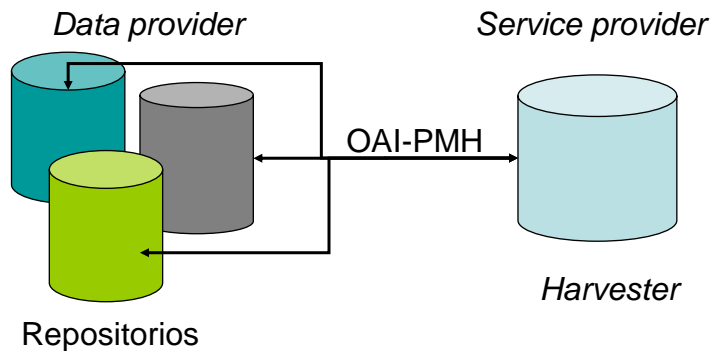 Data provider
Service provider
OAI-PMH
Harvester
Repositorios